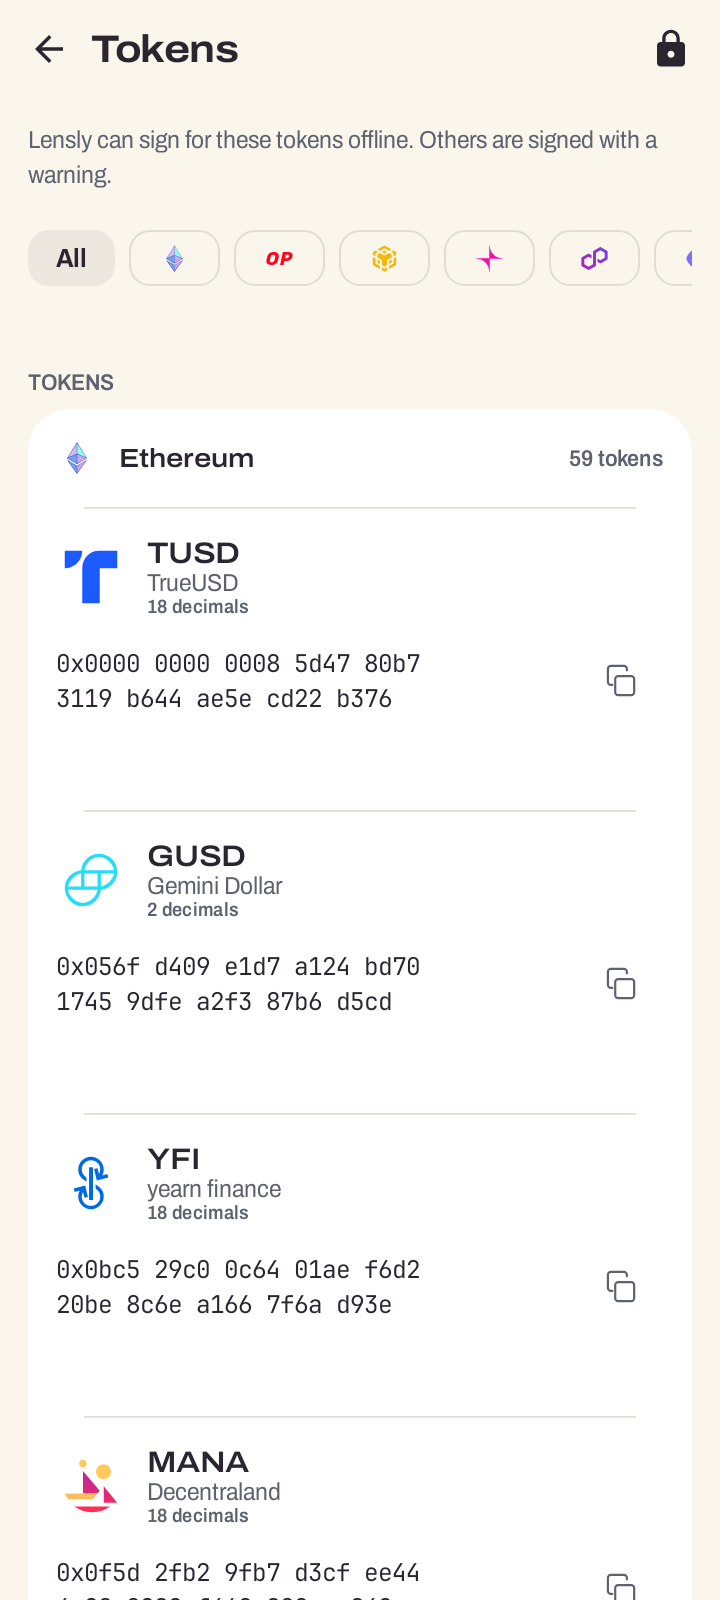 Tokens
Lensly can sign for these tokens offline. Others are signed with a
warning.
All
OP
TOKENS
Ethereum
59 tokens
TUSD
TrueUSD
18 decimals
0x0000 0000 0008 5d47 80b7
3119 b644 ae5e cd22 b376
GUSD
Gemini Dollar
2 decimals
0x056f d409 e1d7 a124 bd70
1745 9dfe a2f3 87b6 d5cd
YFI
yearn finance
18 decimals
0x0bc5 29c0 0c64 01ae f6d2
20be 8c6e a166 7f6a d93e
MANA
Decentraland
18 decimals
0x0f5d 2fb2 9fb7 d3cf ee44